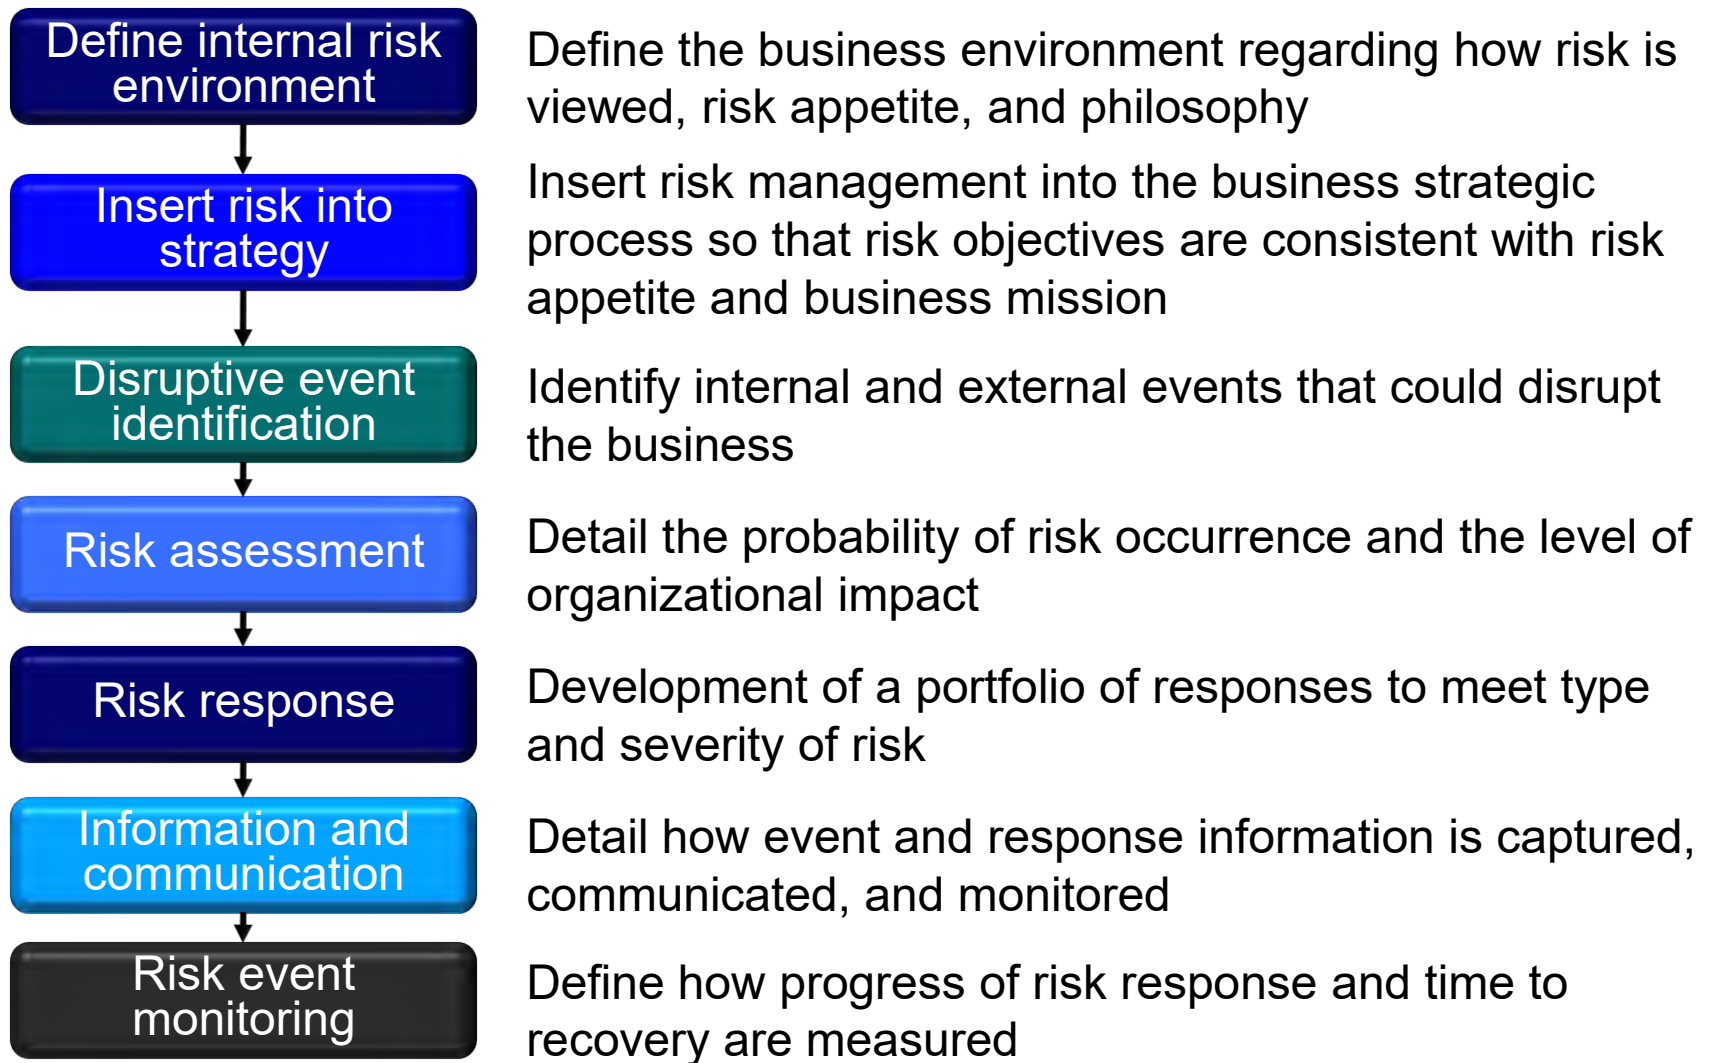 Define internal risk
environment
Define the business environment regarding how risk is
viewed, risk appetite, and philosophy
Insert risk into
strategy
Insert risk management into the business strategic
process so that risk objectives are consistent with risk
appetite and business mission
Disruptive event
identification
Identify internal and external events that could disrupt
the business
Risk assessment
Detail the probability of risk occurrence and the level of
organizational impact
Risk response
Development of a portfolio of responses to meet type
and severity of risk
Information and
communication
Detail how event and response information is captured,
communicated, and monitored
Risk event
monitoring
Define how progress of risk response and time to
recovery are measured